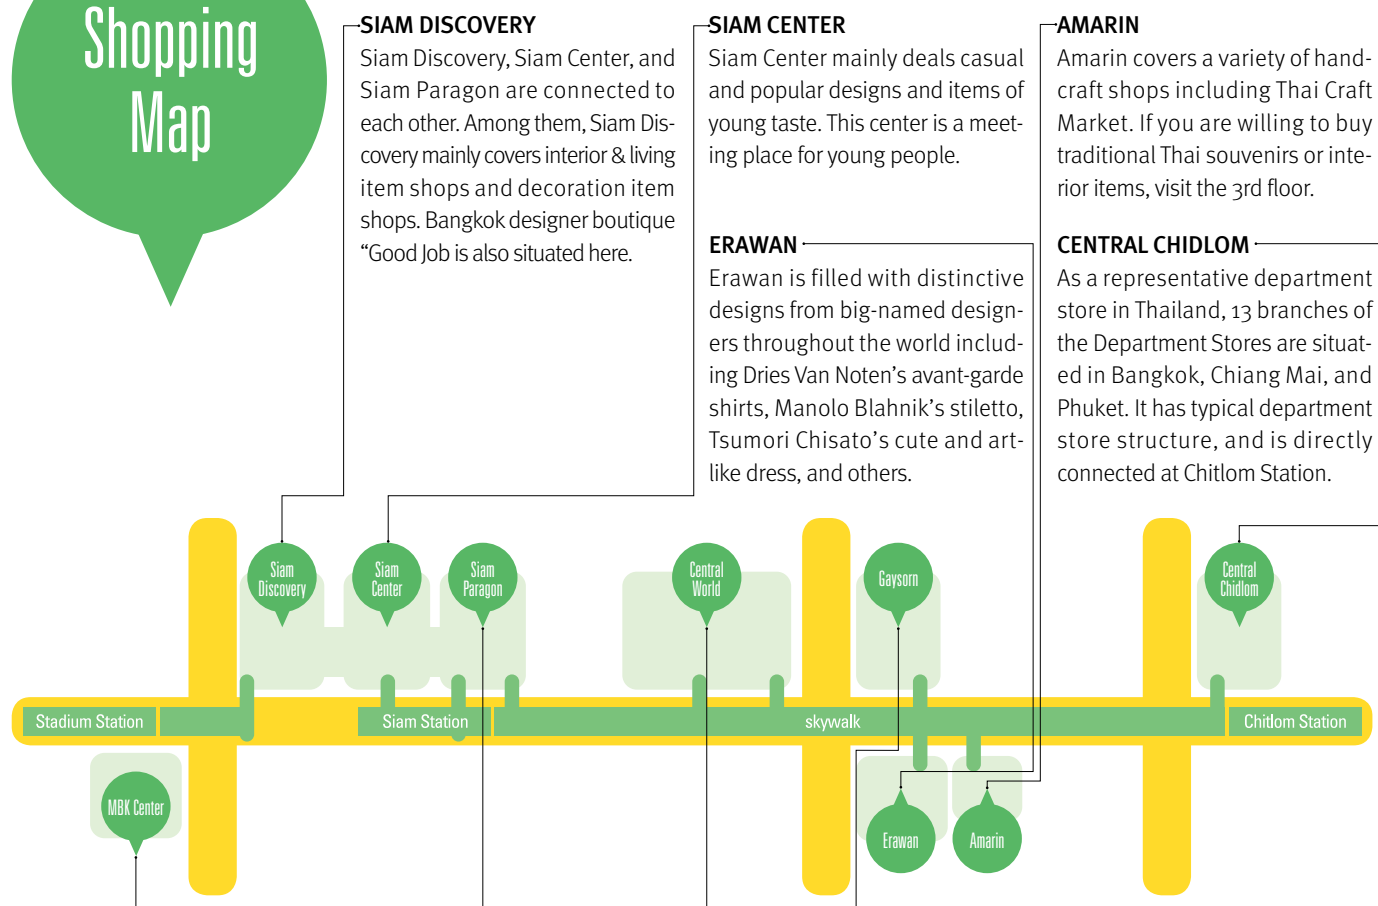 Shopping
Map
SIAM DISCOVERY
Siam Discovery, Siam Center, and
Siam Paragon are connected to
each other. Among them, Siam Dis-
covery mainly covers interior & living
item shops and decoration item
shops. Bangkok designer boutique
“Good Job is also situated here.
SIAM CENTER
Siam Center mainly deals casual
and popular designs and items of
young taste. This center is a meet-
ing place for young people.
ERAWAN
Erawan is filled with distinctive
designs from big-named design-
ers throughout the world includ-
ing Dries Van Noten’s avant-garde
shirts, Manolo Blahnik’s stiletto,
Tsumori Chisato’s cute and art-
like dress, and others.
AMARIN
Amarin covers a variety of hand-
craft shops including Thai Craft
Market. If you are willing to buy
traditional Thai souvenirs or inte-
rior items, visit the 3rd floor.
CENTRAL CHIDLOM
As a representative department
store in Thailand, 13 branches of
the Department Stores are situat-
ed in Bangkok, Chiang Mai, and
Phuket. It has typical department
store structure, and is directly
connected at Chitlom Station.
Siam
Discovery
Siam
Center
Siam
Paragon
Central
World
Gaysorn
Central
Chidlom
Stadium Station
Siam Station
skywalk
Chitlom Station
MBK Center
Erawan
Amarin